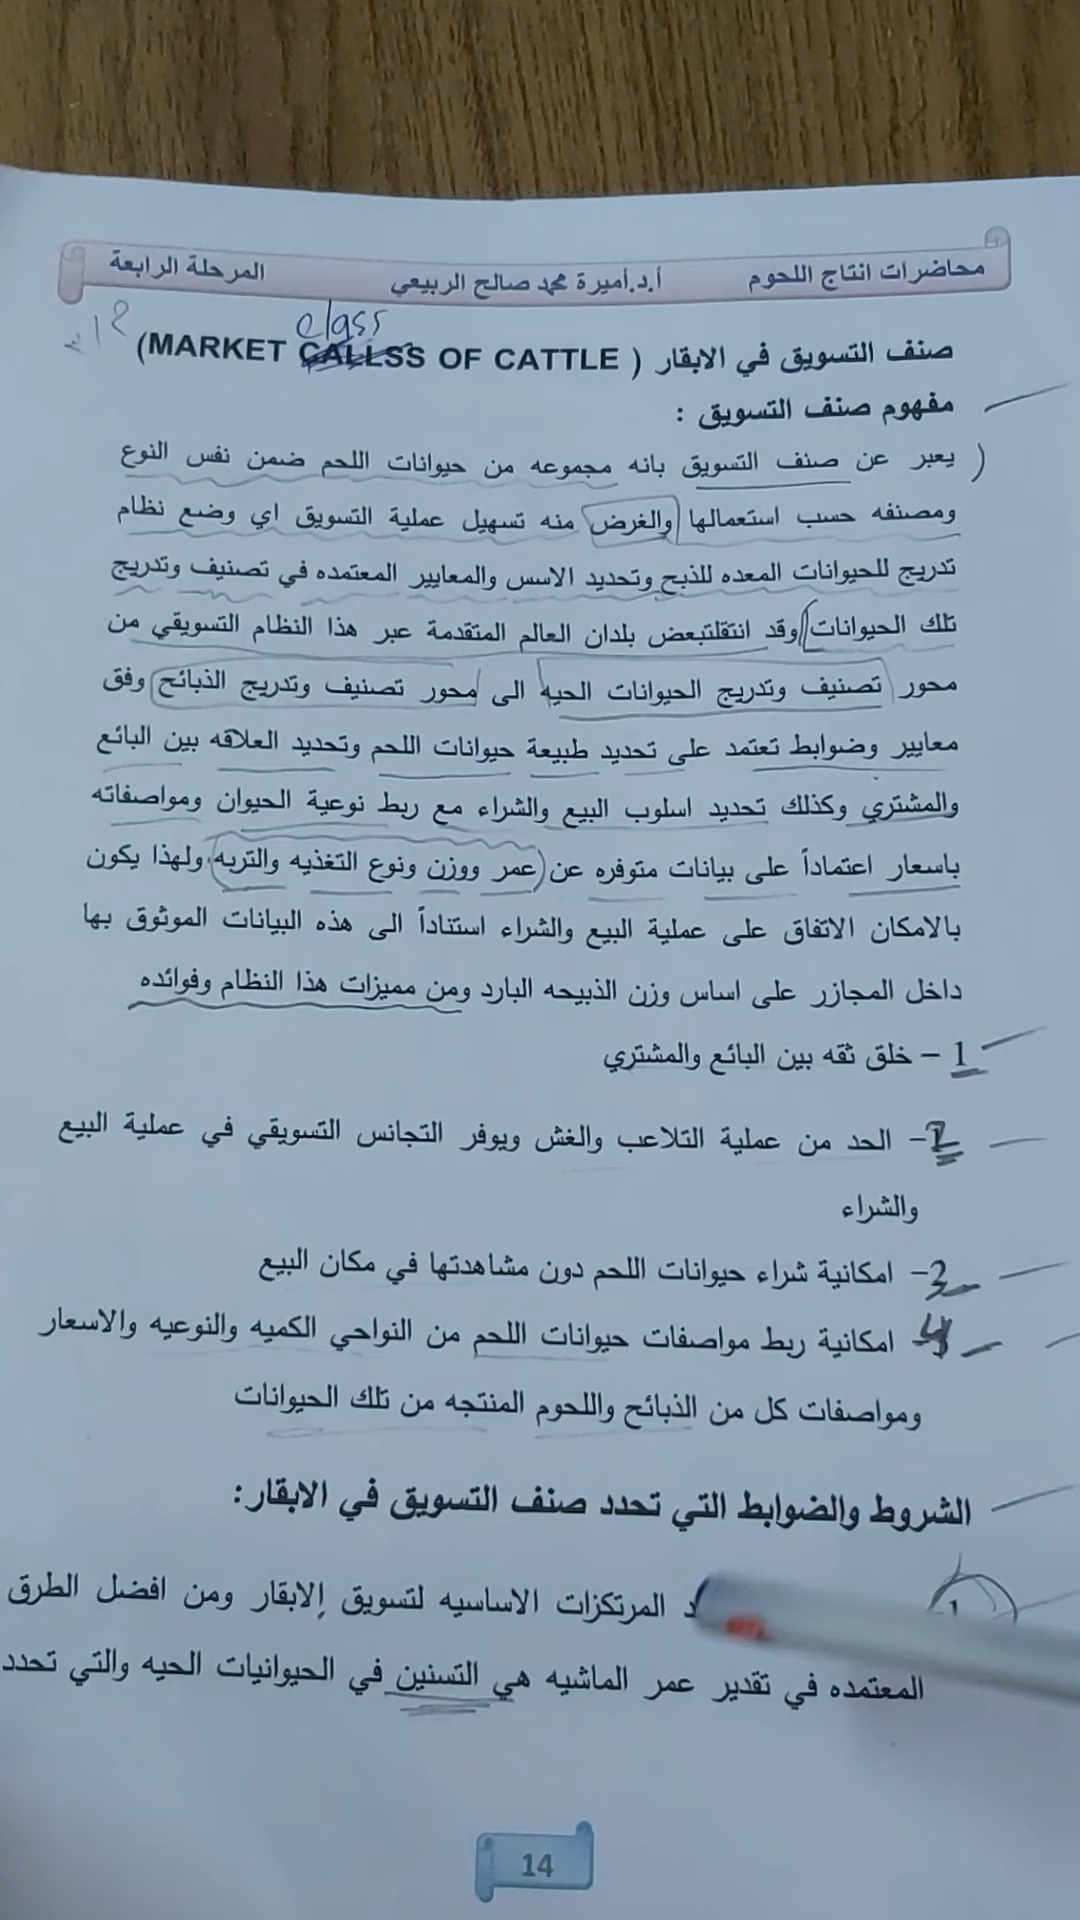 محاضرات انتاج اللحوم أ.د.أميرة محمد صالح الربيعي المرحلة الرابعة
class
صنف التسويق في الابقار ( MARKET CALLSS OF CATTLE)
مفهوم صنف التسويق :
يعبر عن صنف التسويق بانه مجموعه من حيوانات اللحم ضمن نفس النوع
ومصنفه حسب استعمالها والغرض منه تسهيل عملية التسويق اي وضع نظام
تدريج للحيوانات المعده للذبح وتحديد الاسس والمعايير المعتمده في تصنيف وتدريج
تلك الحيوانات وقد انتقلتبعض بلدان العالم المتقدمة عبر هذا النظام التسويقي من
محور تصنيف وتدريج الحيوانات الحيه الى محور تصنيف وتدريج الذبائح وفق
معايير وضوابط تعتمد على تحديد طبيعة حيوانات اللحم وتحديد العلاقه بين البائع
والمشتري وكذلك تحديد اسلوب البيع والشراء مع ربط نوعية الحيوان ومواصفاته
باسعار اعتماداً على بيانات متوفره عن عمر ووزن ونوع التغذيه والتربه ولهذا يكون
بالامكان الاتفاق على عملية البيع والشراء استناداً الى هذه البيانات الموثوق بها
داخل المجازر على اساس وزن الذبيحه البارد ومن مميزات هذا النظام وفوائده
1 – خلق ثقه بين البائع والمشتري
2- الحد من عملية التلاعب والغش ويوفر التجانس التسويقي في عملية البيع
والشراء
3- امكانية شراء حيوانات اللحم دون مشاهدتها في مكان البيع
4- امكانية ربط مواصفات حيوانات اللحم من النواحي الكميه والنوعيه والاسعار
ومواصفات كل من الذبائح واللحوم المنتجه من تلك الحيوانات
الشروط والضوابط التي تحدد صنف التسويق في الابقار:
1 المرتكزات الاساسيه لتسويق الابقار ومن افضل الطرق
المعتمده في تقدير عمر الماشيه هي التسنين في الحيوانيات الحيه والتي تحدد
14